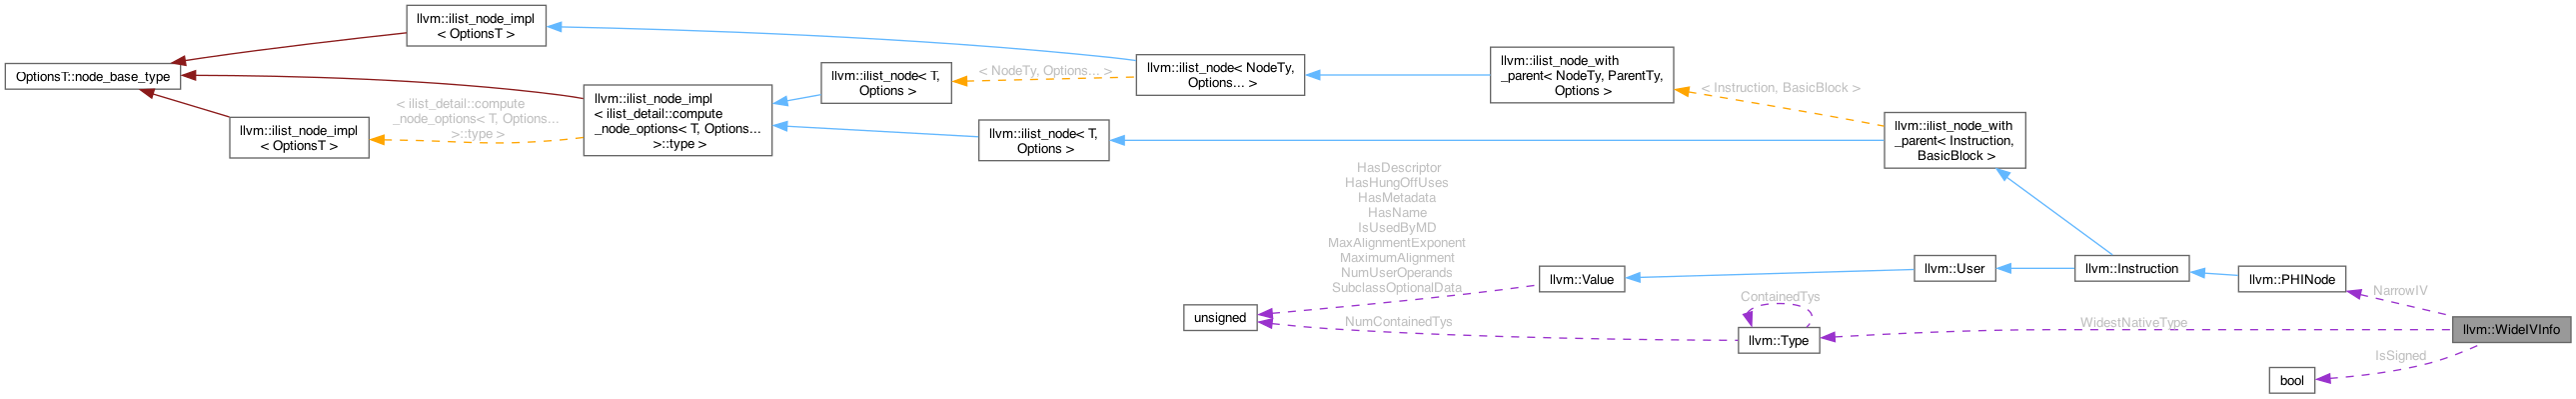 llvm::ilist_node_impl
< OptionsT >
OptionsT::node_base_type
llvm::ilist_node_impl
< OptionsT >
< ilist_detail::compute
_node_options< T, Options...
>::type >
llvm::ilist_node_impl
< ilist_detail::compute
_node_options< T, Options...
>::type >
llvm::ilist_node< T,
Options >
< NodeTy, Options... >
llvm::ilist_node< NodeTy,
Options... >
llvm::ilist_node< T,
Options >
llvm::ilist_node_with
_parent< NodeTy, ParentTy,
Options >
< Instruction, BasicBlock >
llvm::ilist_node_with
_parent< Instruction,
BasicBlock >
HasDescriptor
HasHungOffUses
HasMetadata
HasName
IsUsedByMD
MaxAlignmentExponent
MaximumAlignment
NumUserOperands
SubclassOptionalData
unsigned
NumContainedTys
llvm::Value
llvm::User
llvm::Instruction
llvm::PHINode
NarrowIV
ContainedTys
llvm::Type
WidestNativeType
llvm::WideIVInfo
IsSigned
bool